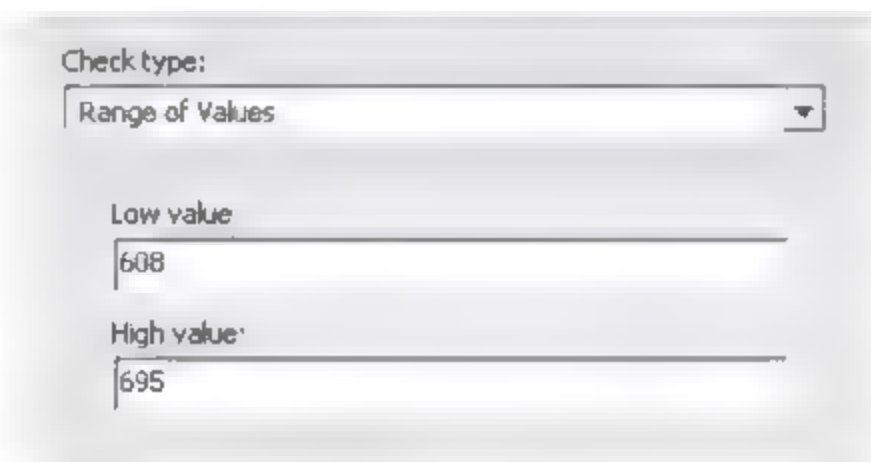 Check type:
Range of Values
Low value
608
High value:
695